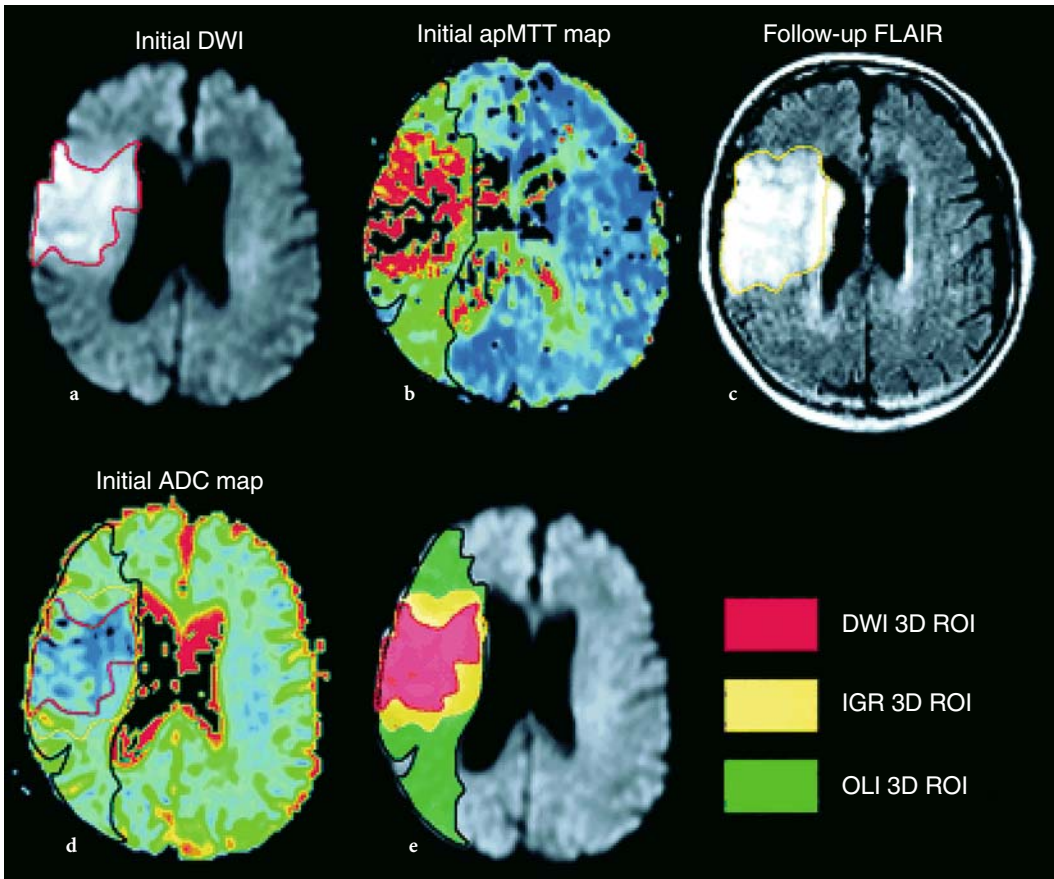 Initial DWI
Initial apMTT map
Follow-up FLAIR
a
b
c
Initial ADC map
d
e
DWI 3D ROI
IGR 3D ROI
OLI 3D ROI